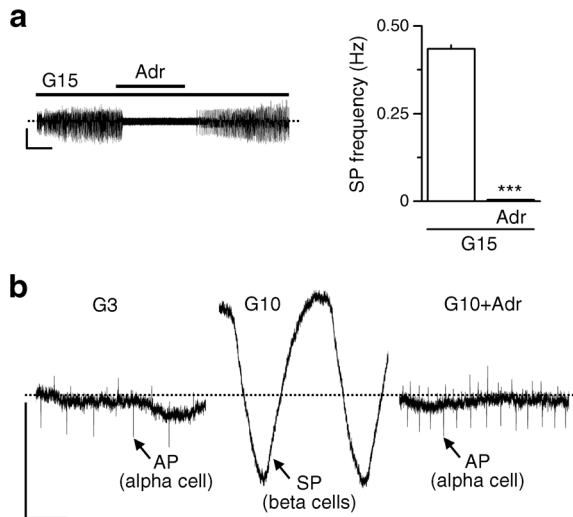 a
G15
Adr
SP frequency (Hz)
0.50
0.25
0
***
Adr
G15
b
G3
G10
G10+Adr
AP
(alpha cell)
SP
(beta cells)
AP
(alpha cell)